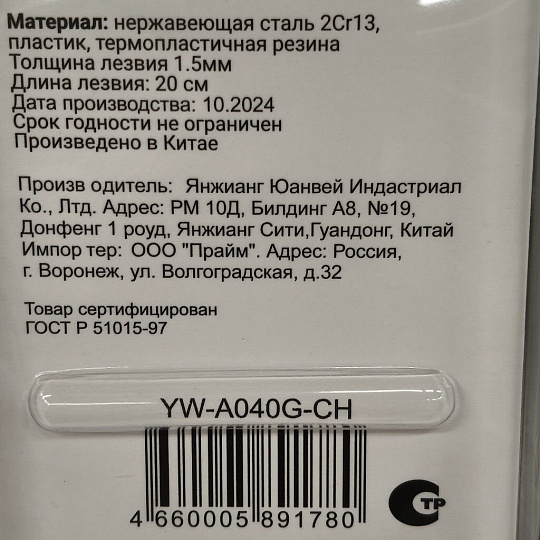 Материал: нержавеющая сталь 2Cr13,
пластик, термопластичная резина
Толщина лезвия 1.5мм
Длина лезвия: 20 см
Дата производства: 10.2024
Срок годности не ограничен
Произведено в Китае
Произв одитель: Янжианг Юанвей Индастриал
Ко., Лтд. Адрес: РМ 10Д, Билдинг А8, №19,
Донфенг 1 роуд, Янжианг Сити,Гуандонг, Китай
Импор тер: ООО "Прайм". Адрес: Россия,
г. Воронеж, ул. Волгоградская, д.32
Товар сертифицирован
ГОСТ Р 51015-97
YW-A040G-CH
4 660005 891780
СТР